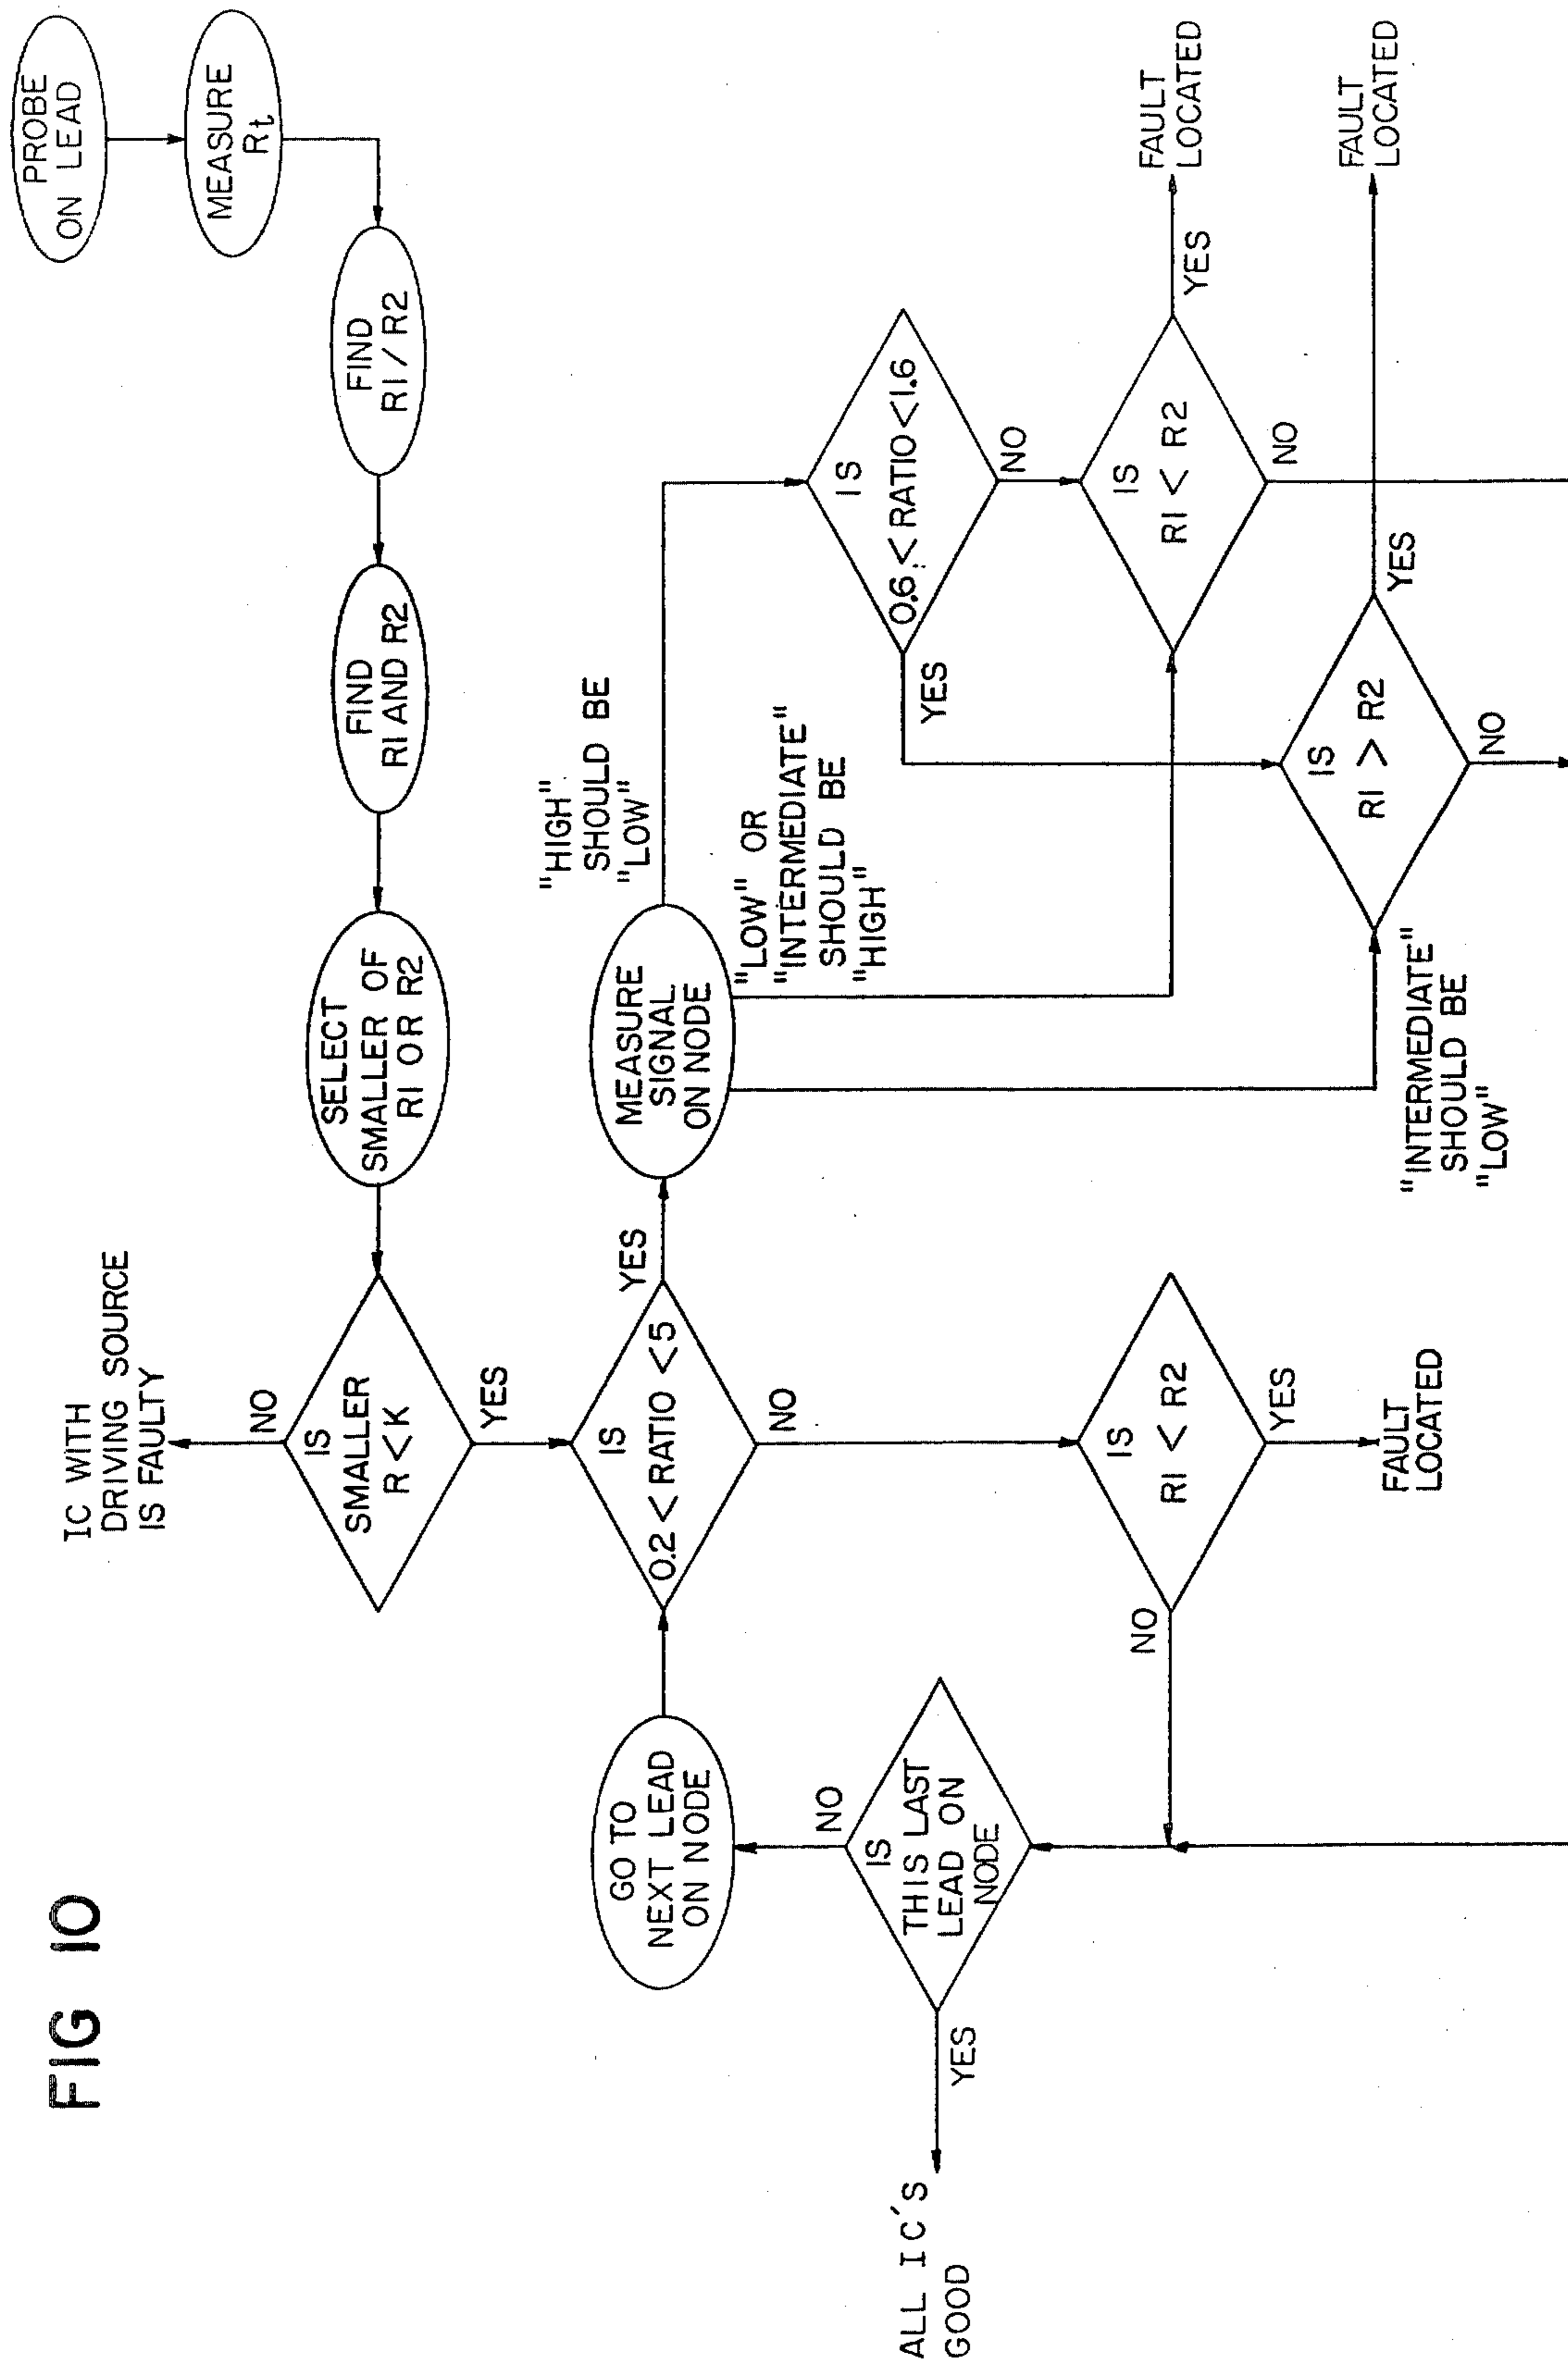 FIG 10
PROBE
ON LEAD
MEASURE
Rt
FIND
R1/R2
FIND
R1 AND R2
SELECT
SMALLER OF
R1 OR R2
IS
SMALLER
R<K
NO
IC WITH
DRIVING SOURCE
IS FAULTY
YES
IS
0.2<RATIO<5
YES
NO
MEASURE
SIGNAL
ON NODE
"HIGH"
SHOULD BE
"LOW"
"LOW" OR
"INTERMEDIATE"
SHOULD BE
"HIGH"
"INTERMEDIATE"
SHOULD BE
"LOW"
IS
0.6<RATIO<1.6
YES
NO
IS
R1<R2
YES
FAULT
LOCATED
NO
IS
R1>R2
YES
FAULT
LOCATED
NO
IS
R1<R2
YES
FAULT
LOCATED
NO
IS
THIS LAST
LEAD ON
NODE
NO
GO TO
NEXT LEAD
ON NODE
YES
ALL IC'S
GOOD